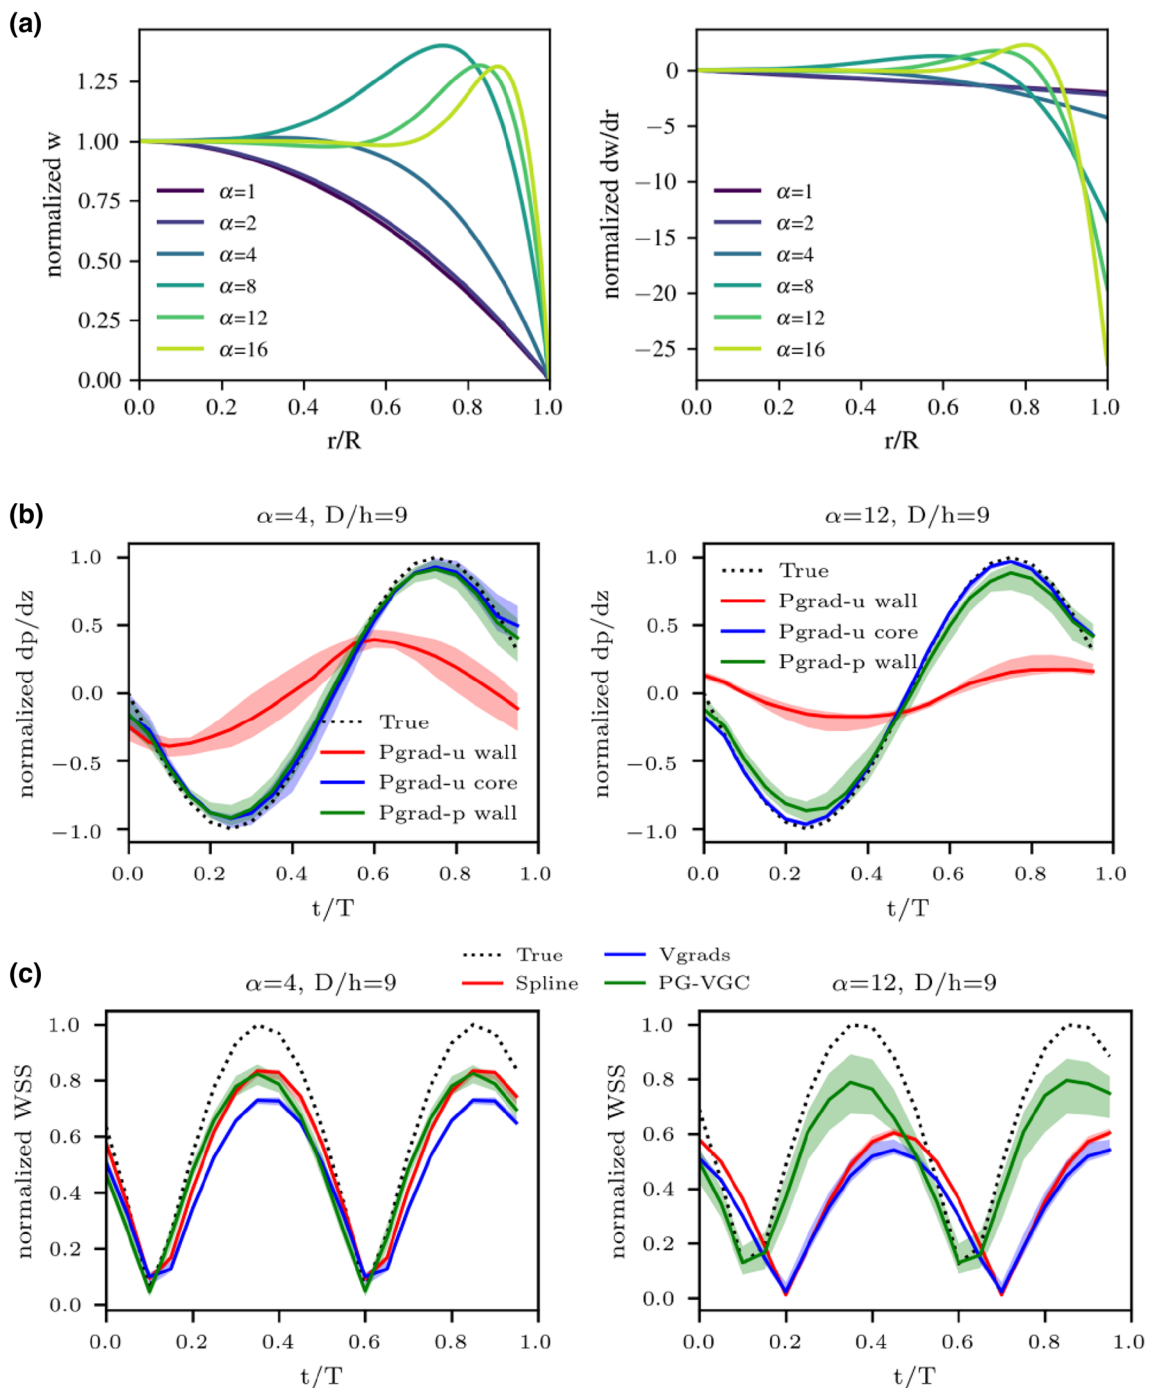 (a)
normalized w
1.25
1.00
0.75
0.50
0.25
0.00
α=1
α=2
α=4
α=8
α=12
α=16
0.0 0.2 0.4 0.6 0.8 1.0
r/R
normalized dw/dr
0
−5
−10
−15
−20
−25
α=1
α=2
α=4
α=8
α=12
α=16
0.0 0.2 0.4 0.6 0.8 1.0
r/R
(b)
α=4, D/h=9
normalized dp/dz
1.0
0.5
0.0
−0.5
−1.0
True
Pgrad-u wall
Pgrad-u core
Pgrad-p wall
0.0 0.2 0.4 0.6 0.8 1.0
t/T
α=12, D/h=9
normalized dp/dz
1.0
0.5
0.0
−0.5
−1.0
True
Pgrad-u wall
Pgrad-u core
Pgrad-p wall
0.0 0.2 0.4 0.6 0.8 1.0
t/T
(c)
True Vgrads
Spline PG-VGC
α=4, D/h=9
normalized WSS
1.0
0.8
0.6
0.4
0.2
0.0
0.0 0.2 0.4 0.6 0.8 1.0
t/T
α=12, D/h=9
normalized WSS
1.0
0.8
0.6
0.4
0.2
0.0
0.0 0.2 0.4 0.6 0.8 1.0
t/T